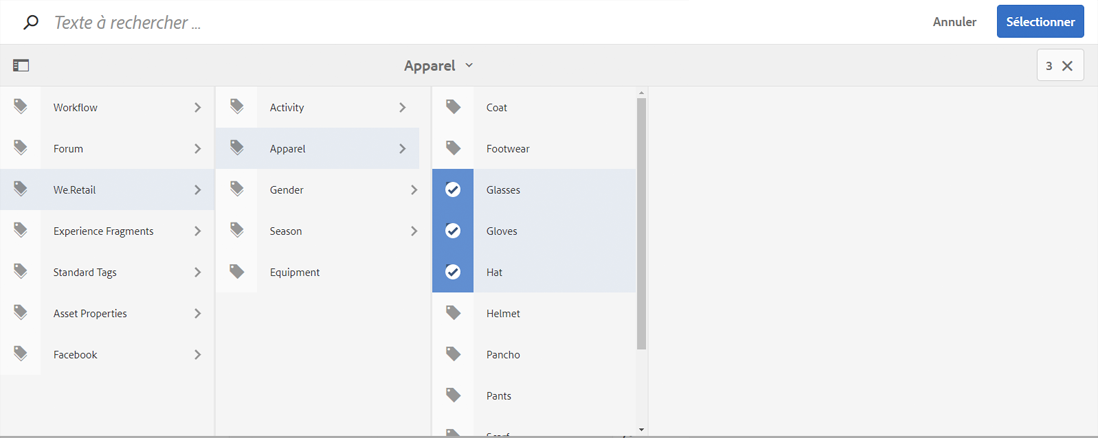 Texte à rechercher ...
Annuler
Sélectionner
Apparel
3
Workflow
Forum
We.Retail
Experience Fragments
Standard Tags
Asset Properties
Facebook
Activity
Apparel
Gender
Season
Equipment
Coat
Footwear
Glasses
Gloves
Hat
Helmet
Pancho
Pants